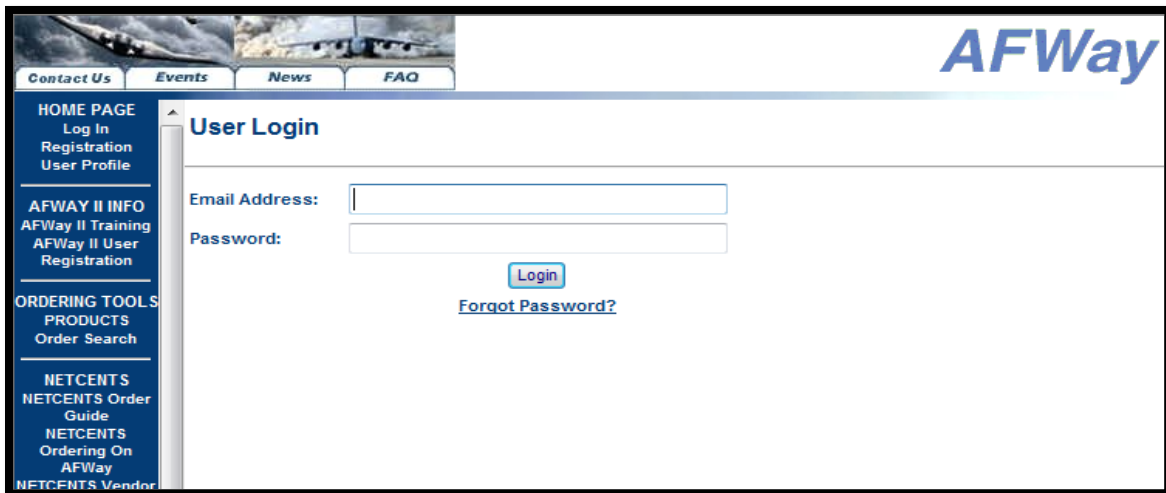 AFWay
Contact Us Events News FAQ
HOME PAGE
Log In
Registration
User Profile
AFWAY II INFO
AFWay II Training
AFWay II User
Registration
ORDERING TOOLS
PRODUCTS
Order Search
NETCENTS
NETCENTS Order
Guide
NETCENTS
Ordering On
AFWay
NETCENTS Vendor
User Login
Email Address:
Password:
Login
Forgot Password?